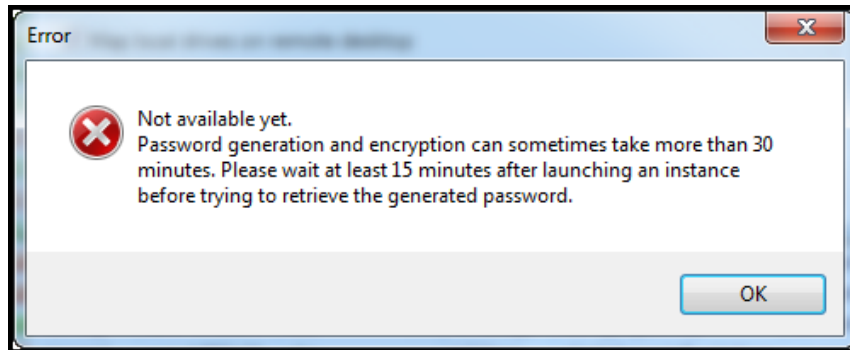 Error
Not available yet.
Password generation and encryption can sometimes take more than 30
minutes. Please wait at least 15 minutes after launching an instance
before trying to retrieve the generated password.
OK